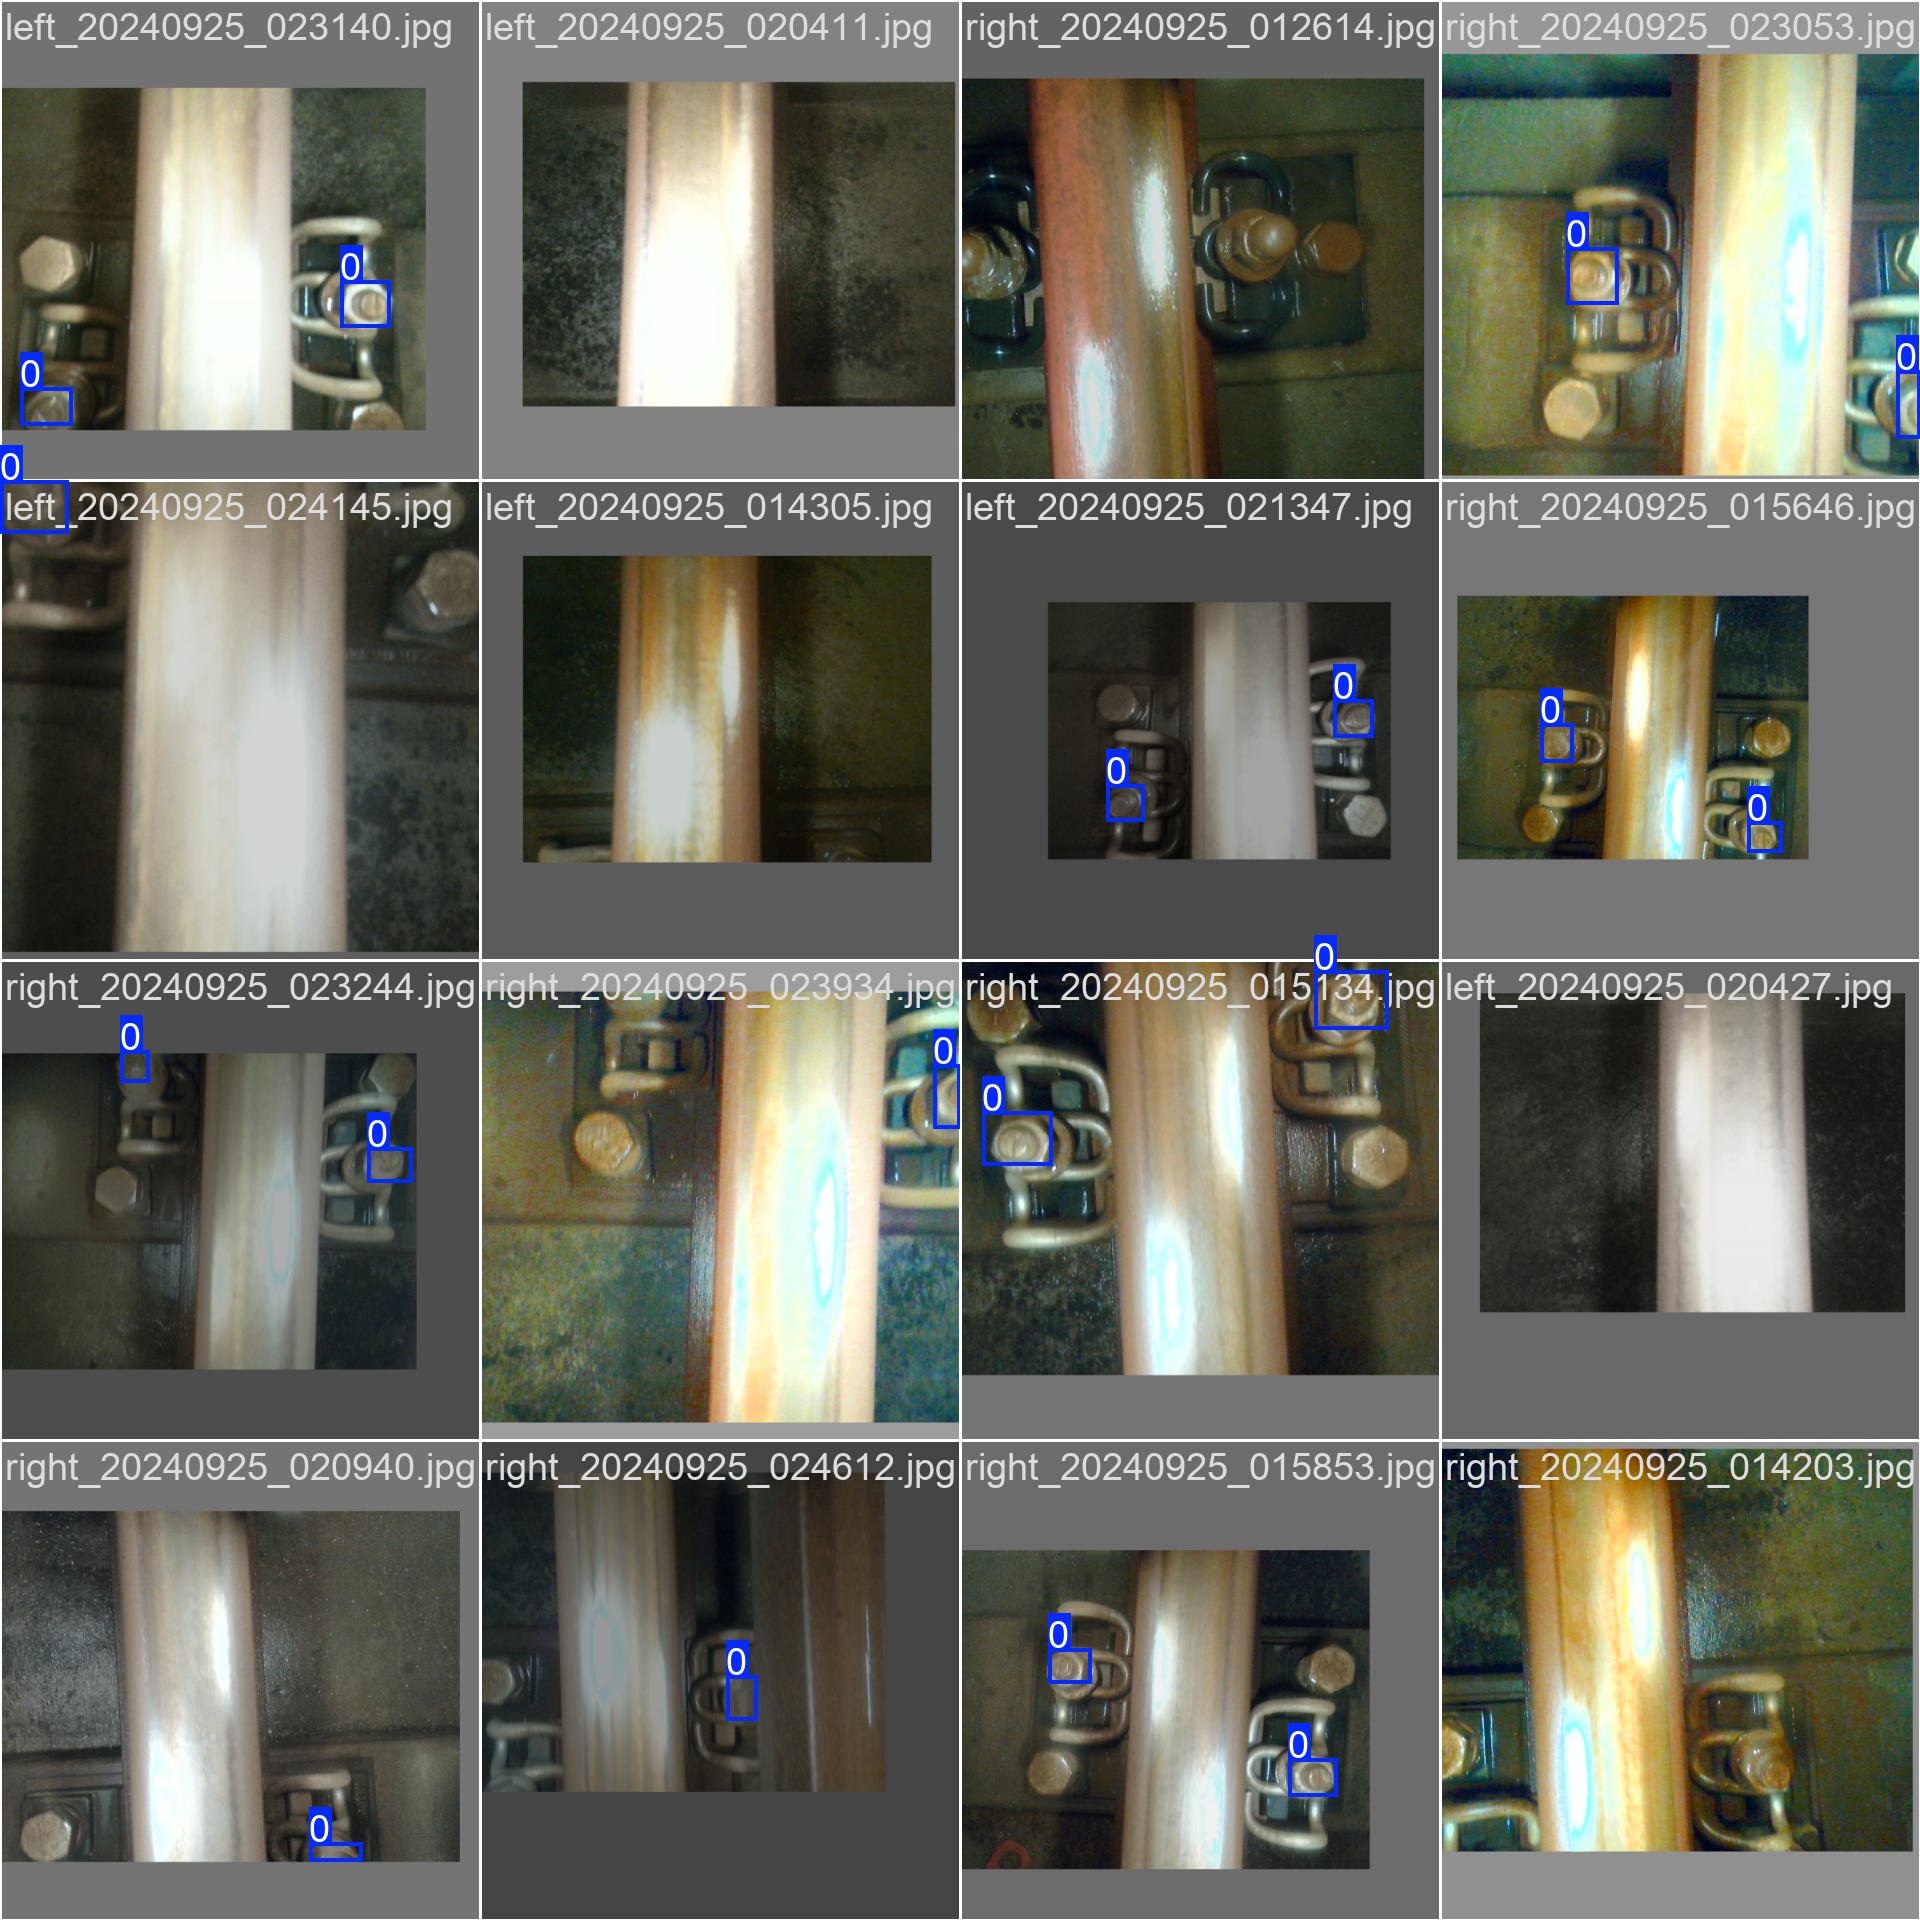 left_20240925_023140.jpg
left_20240925_020411.jpg
right_20240925_012614.jpg
right_20240925_023053.jpg
0
0
0
0
0
left_20240925_024145.jpg
left_20240925_014305.jpg
left_20240925_021347.jpg
right_20240925_015646.jpg
0
0
0
0
0
right_20240925_023244.jpg
right_20240925_023934.jpg
right_20240925_015134.jpg
left_20240925_020427.jpg
0
0
0
0
0
right_20240925_020940.jpg
right_20240925_024612.jpg
right_20240925_015853.jpg
right_20240925_014203.jpg
0
0
0
0